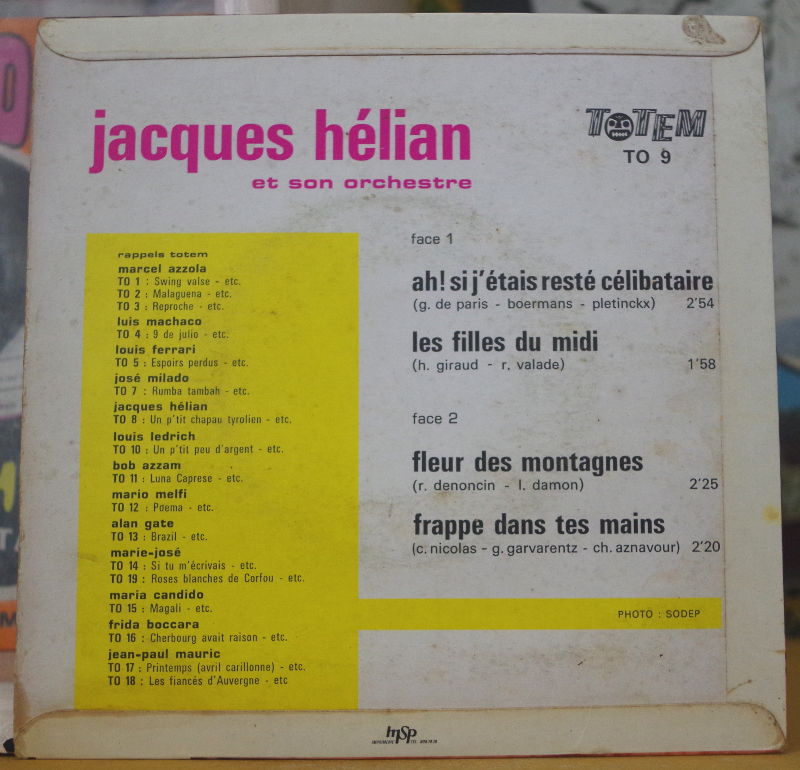 jacques hélian
et son orchestre
TOTEM
TO 9
rappels totem
marcel azzola
TO 1 : Swing valse - etc.
TO 2 : Malaguena - etc.
TO 3 : Reproche - etc.
luis machaco
TO 4 : 9 de julio - etc.
louis ferrari
TO 5 : Espoirs perdus - etc.
josé milado
TO 7 : Rumba tambah - etc.
jacques hélian
TO 8 : Un p'tit chapau tyrolien - etc.
louis ledrich
TO 10 : Un p'tit peu d'argent - etc.
bob azzam
TO 11 : Luna Caprese - etc.
mario melfi
TO 12 : Poema - etc.
alan gate
TO 13 : Brazil - etc.
marie-josé
TO 14 : Si tu m'écrivais - etc.
TO 19 : Roses blanches de Corfou - etc.
maria candido
TO 15 : Magali - etc.
frida boccara
TO 16 : Cherbourg avait raison - etc.
jean-paul mauric
TO 17 : Printemps (avril carillonne) - etc.
TO 18 : Les fiancés d'Auvergne - etc
face 1
ah! si j'étais resté célibataire
(g. de paris - boermans - pletinckx) 2'54
les filles du midi
(h. giraud - r. valade) 1'58
face 2
fleur des montagnes
(r. denoncin - l. damon) 2'25
frappe dans tes mains
(c. nicolas - g. garvarentz - ch. aznavour) 2'20
PHOTO : SODEP